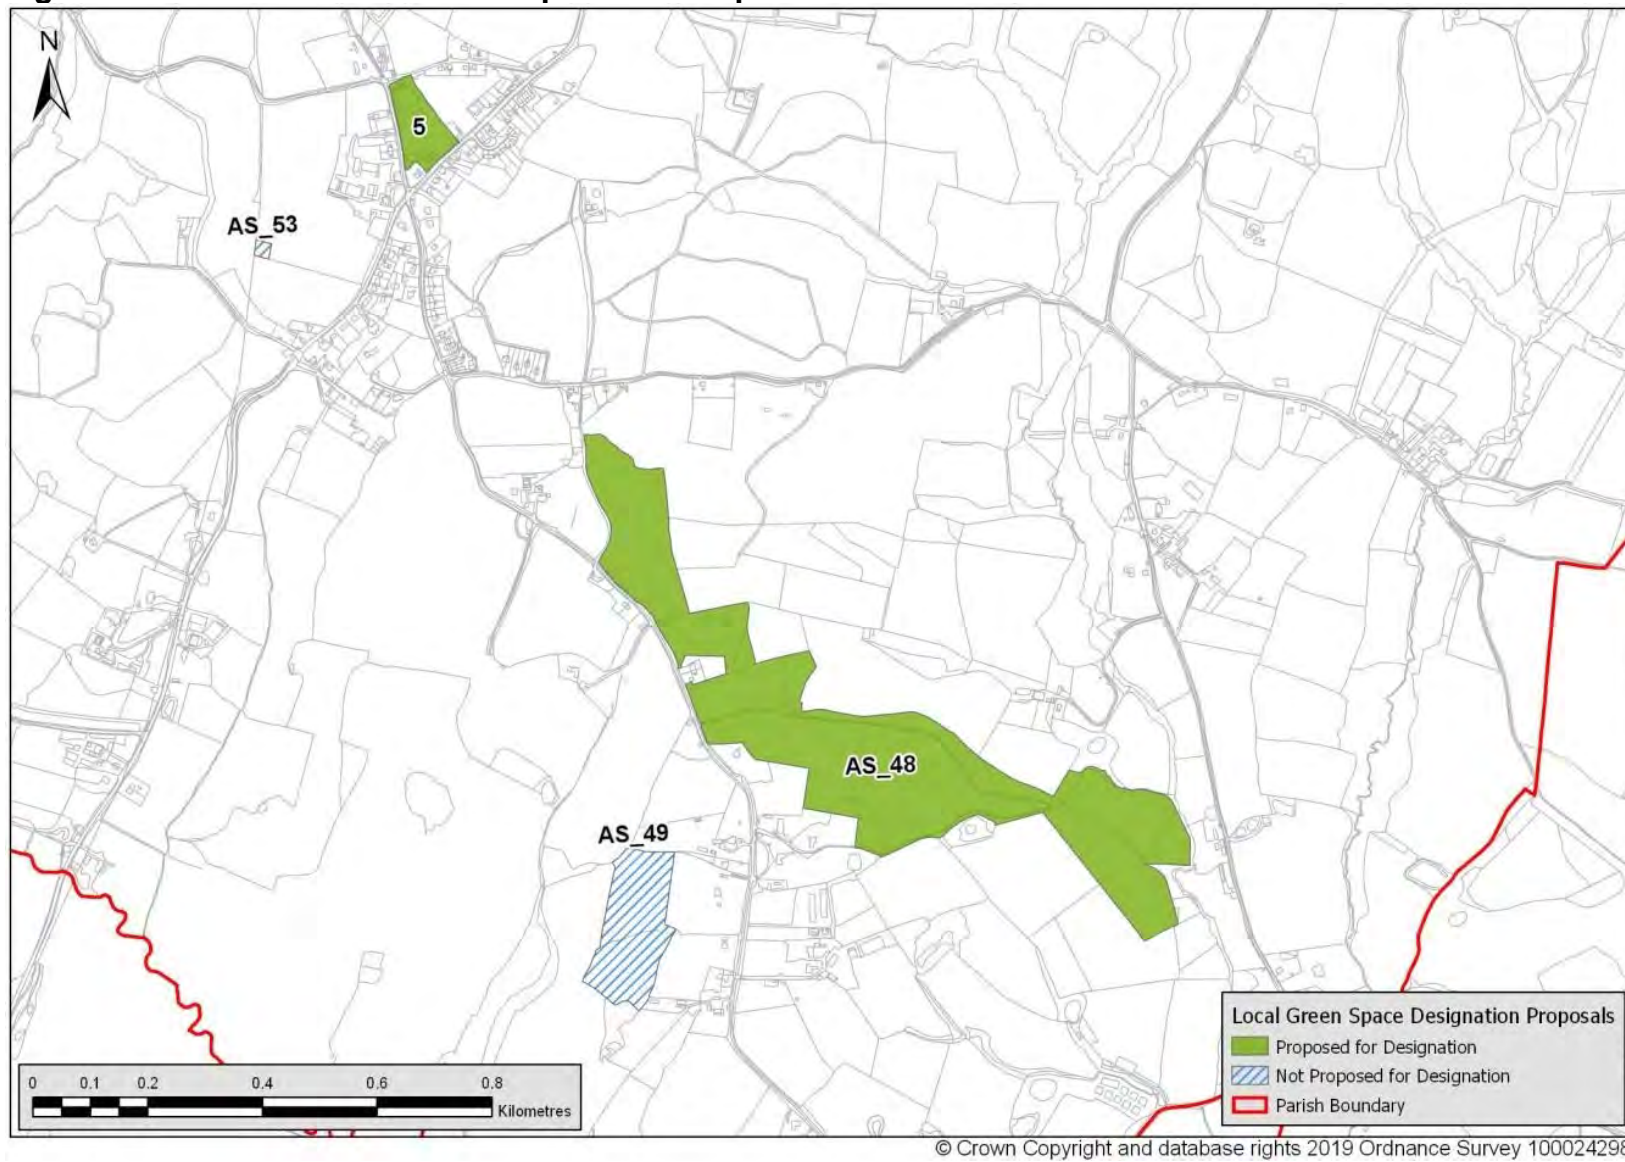 N
5
AS_53
AS_48
AS_49
Local Green Space Designation Proposals
Proposed for Designation
Not Proposed for Designation
Parish Boundary
0 0.1 0.2 0.4 0.6 0.8
Kilometres
© Crown Copyright and database rights 2019 Ordnance Survey 100024298